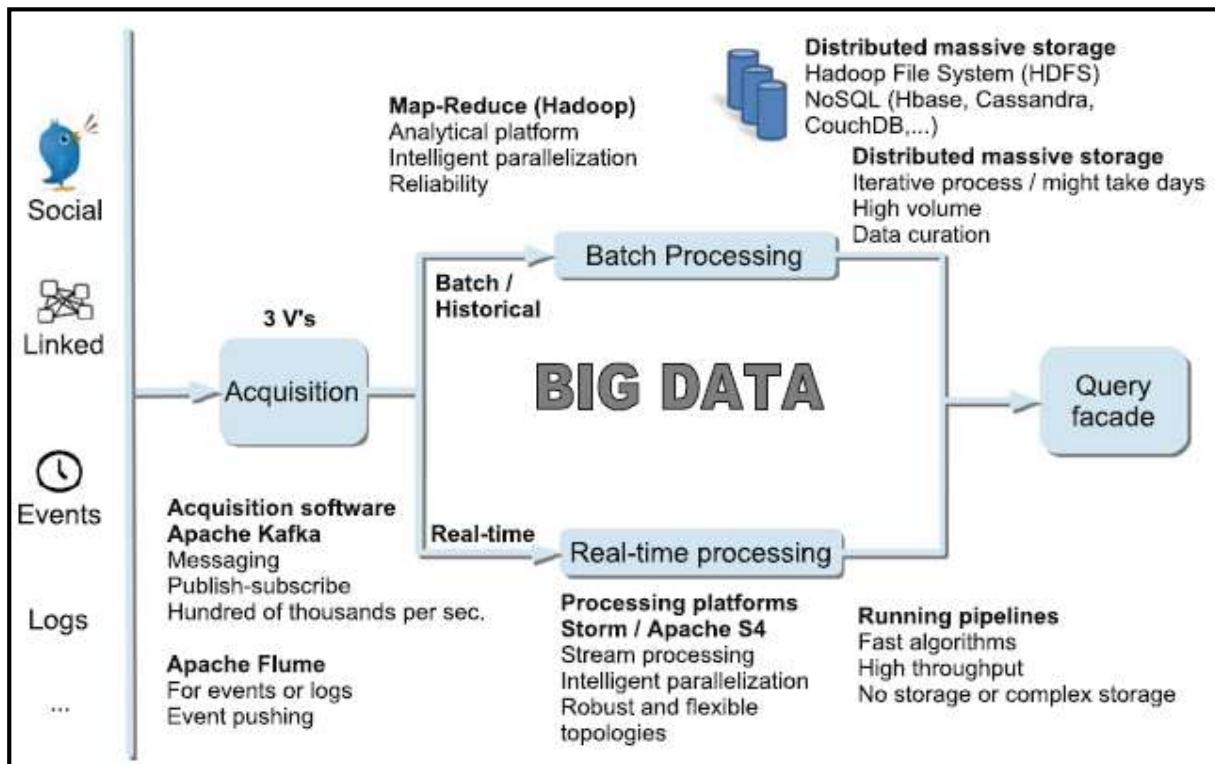 Social
Linked
Events
Logs
...
3 V's
Acquisition
Acquisition software
Apache Kafka
Messaging
Publish-subscribe
Hundred of thousands per sec.
Apache Flume
For events or logs
Event pushing
Map-Reduce (Hadoop)
Analytical platform
Intelligent parallelization
Reliability
Batch /
Historical
Batch Processing
Distributed massive storage
Hadoop File System (HDFS)
NoSQL (Hbase, Cassandra,
CouchDB,...)
Distributed massive storage
Iterative process / might take days
High volume
Data curation
BIG DATA
Real-time
Real-time processing
Processing platforms
Storm / Apache S4
Stream processing
Intelligent parallelization
Robust and flexible
topologies
Running pipelines
Fast algorithms
High throughput
No storage or complex storage
Query
facade